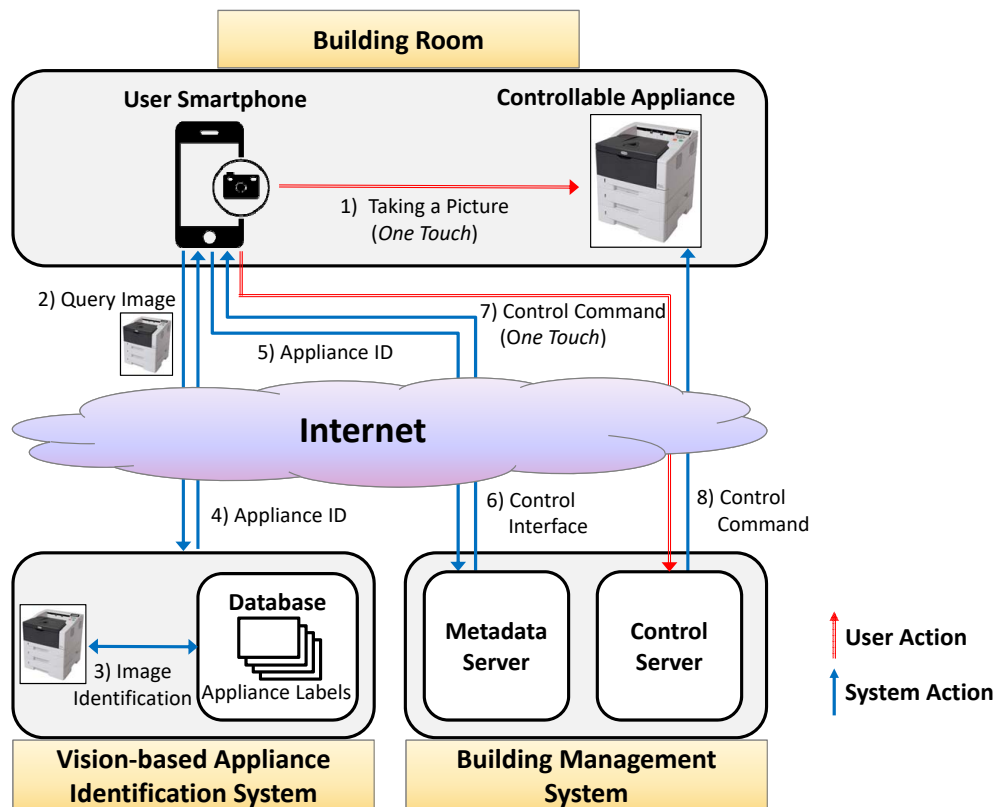 Building Room
User Smartphone
Controllable Appliance
1) Taking a Picture
(One Touch)
2) Query Image
7) Control Command
(One Touch)
5) Appliance ID
Internet
4) Appliance ID
6) Control
Interface
8) Control
Command
Database
Appliance Labels
3) Image
Identification
Metadata
Server
Control
Server
User Action
System Action
Vision-based Appliance
Identification System
Building Management
System